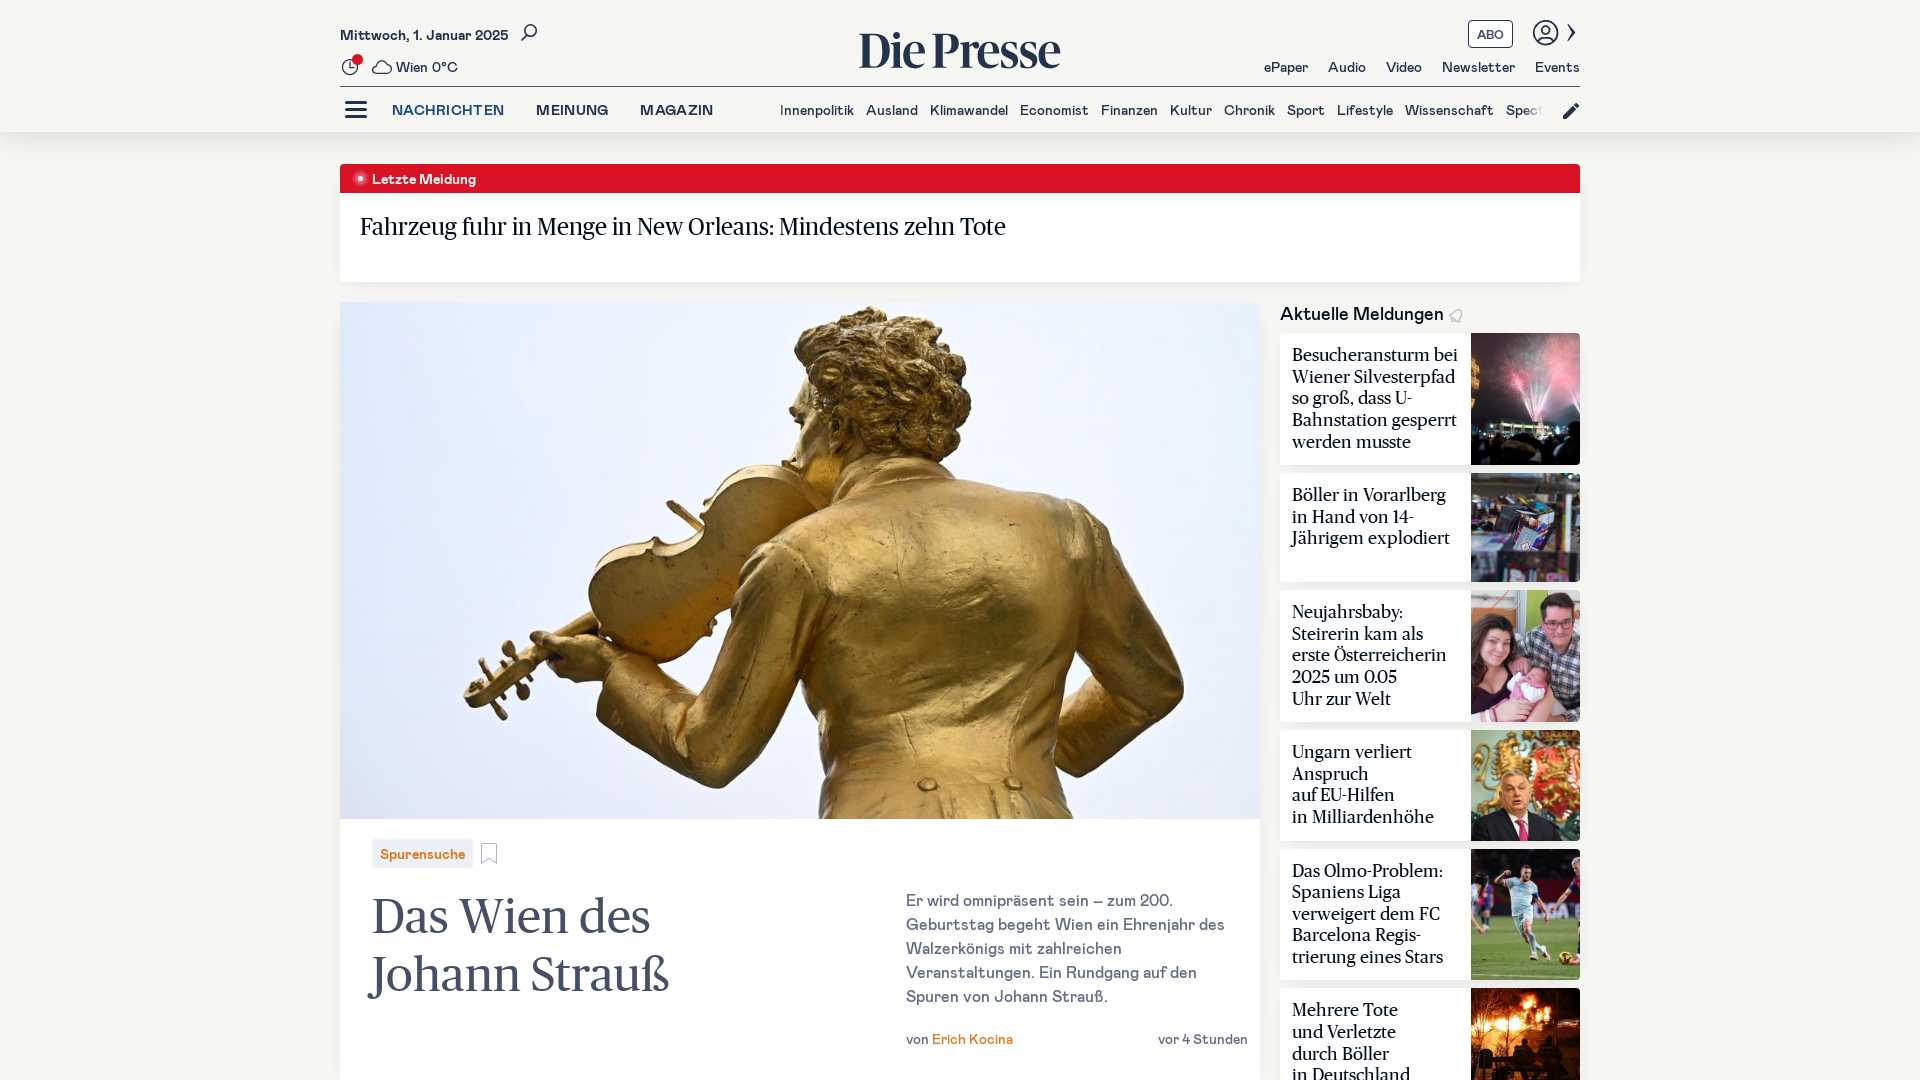 Mittwoch, 1. Januar 2025
Wien 0°C
Die Presse
ABO
ePaper Audio Video Newsletter Events
NACHRICHTEN MEINUNG MAGAZIN
Innenpolitik Ausland Klimawandel Economist Finanzen Kultur Chronik Sport Lifestyle Wissenschaft Spect
Letzte Meldung
Fahrzeug fuhr in Menge in New Orleans: Mindestens zehn Tote
Spurensuche
Das Wien des
Johann Strauß
Er wird omnipräsent sein – zum 200.
Geburtstag begeht Wien ein Ehrenjahr des
Walzerkönigs mit zahlreichen
Veranstaltungen. Ein Rundgang auf den
Spuren von Johann Strauß.
von Erich Kocina
vor 4 Stunden
Aktuelle Meldungen
Besucheransturm bei
Wiener Silvesterpfad
so groß, dass U-
Bahnstation gesperrt
werden musste
Böller in Vorarlberg
in Hand von 14-
Jährigem explodiert
Neujahrsbaby:
Steirerin kam als
erste Österreicherin
2025 um 0.05
Uhr zur Welt
Ungarn verliert
Anspruch
auf EU-Hilfen
in Milliardenhöhe
Das Olmo-Problem:
Spaniens Liga
verweigert dem FC
Barcelona Regis-
trierung eines Stars
Mehrere Tote
und Verletzte
durch Böller
in Deutschland